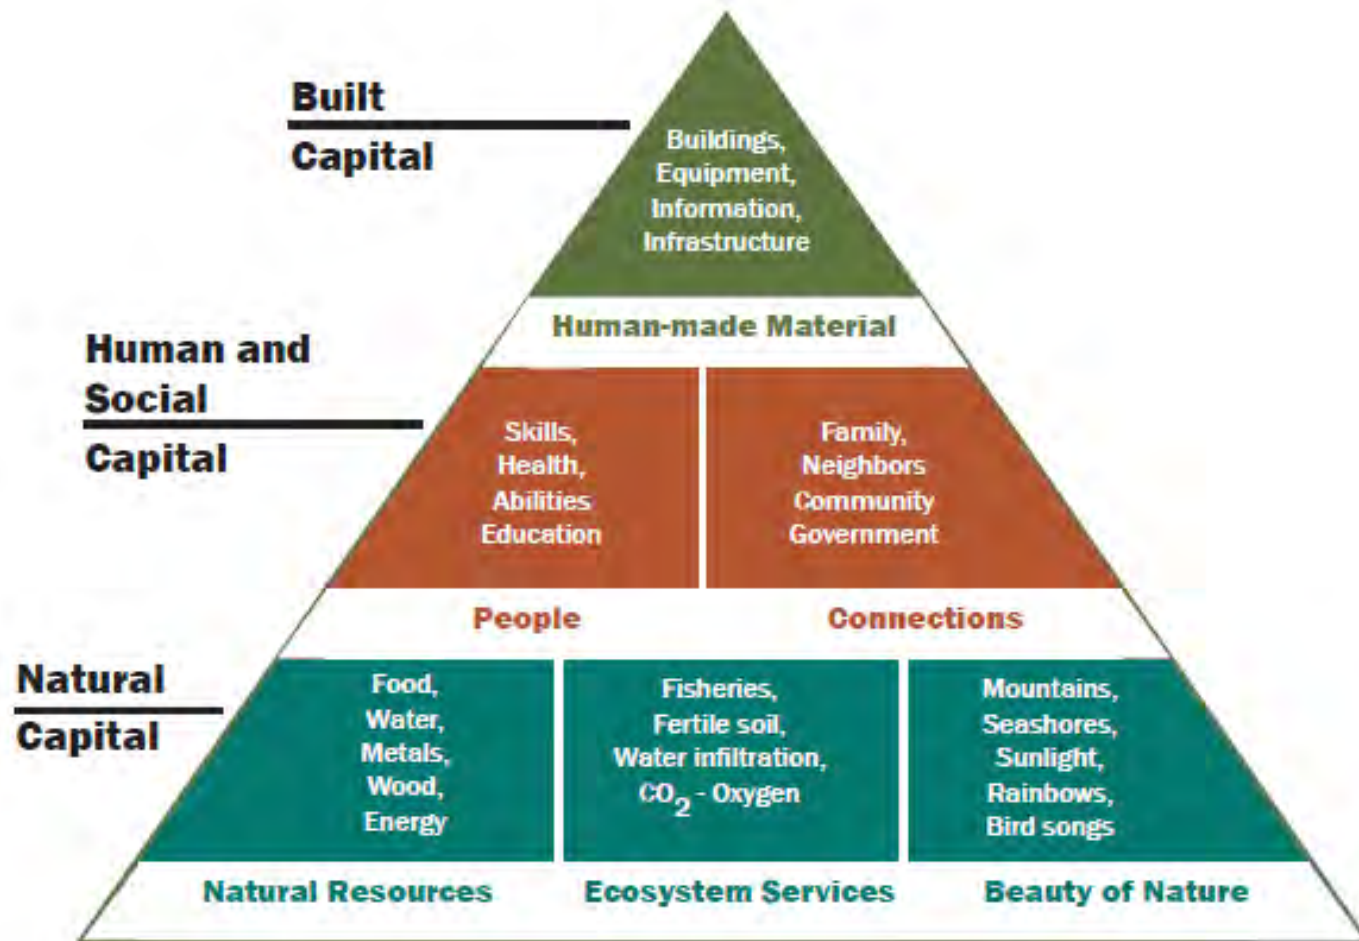 Built
Capital
Buildings,
Equipment,
Information,
Infrastructure
Human-made Material
Human and
Social
Capital
Skills,
Health,
Abilities
Education
Family,
Neighbors
Community
Government
People
Connections
Natural
Capital
Food,
Water,
Metals,
Wood,
Energy
Fisheries,
Fertile soil,
Water infiltration,
CO₂ - Oxygen
Mountains,
Seashores,
Sunlight,
Rainbows,
Bird songs
Natural Resources
Ecosystem Services
Beauty of Nature